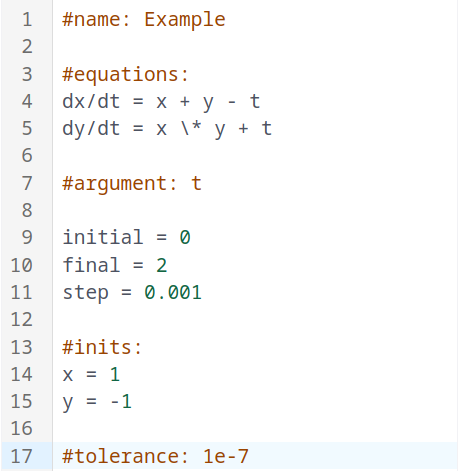 1 #name: Example
2
3 #equations:
4 dx/dt = x + y - t
5 dy/dt = x \* y + t
6
7 #argument: t
8
9 initial = 0
10 final = 2
11 step = 0.001
12
13 #inits:
14 x = 1
15 y = -1
16
17 #tolerance: 1e-7